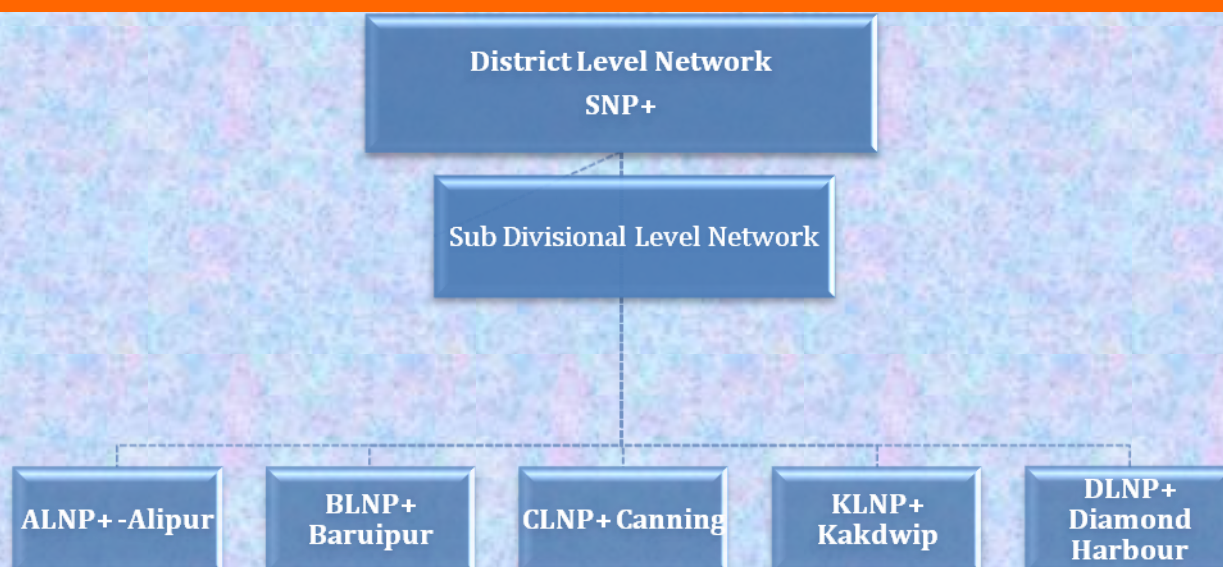 District Level Network
SNP+
Sub Divisional Level Network
ALNP+-Alipur
BLNP+
Baruipur
CLNP+ Canning
KLNP+
Kakdwip
DLNP+
Diamond
Harbour